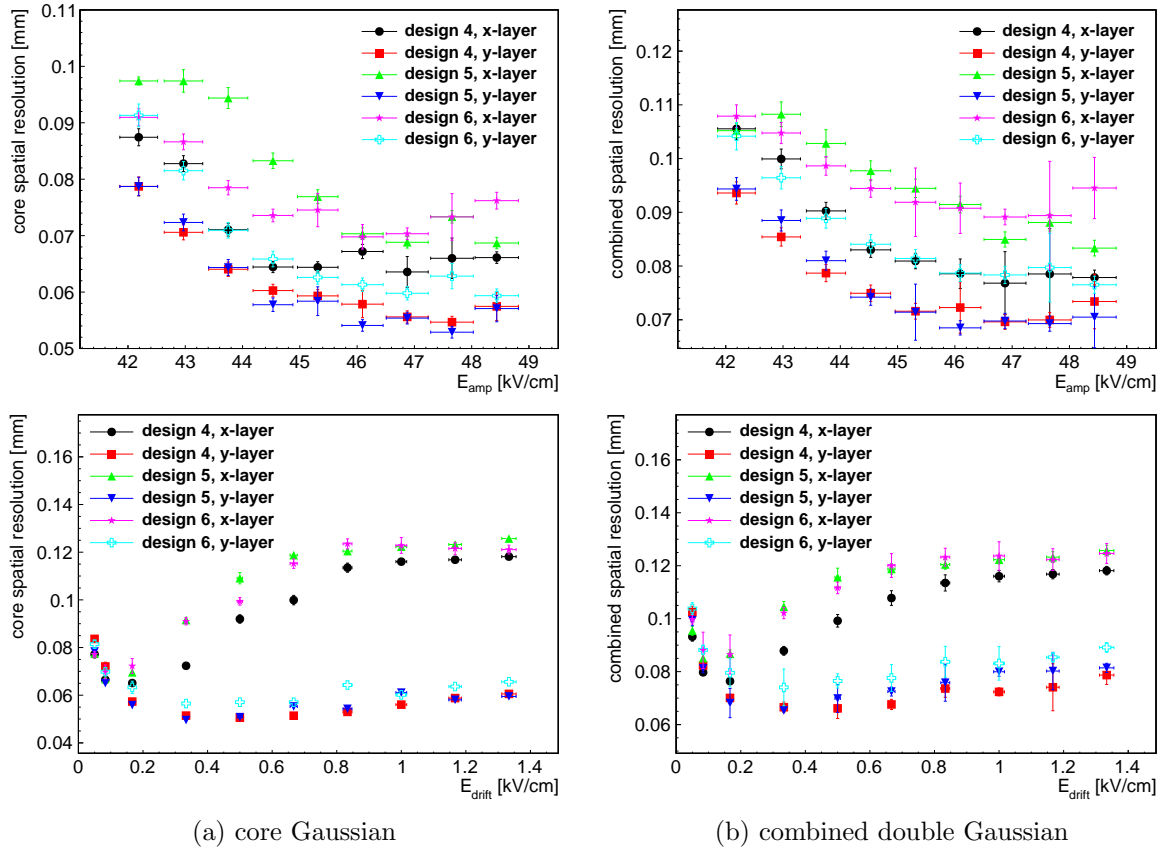 core spatial resolution [mm]
0.11
0.1
0.09
0.08
0.07
0.06
0.05
design 4, x-layer
design 4, y-layer
design 5, x-layer
design 5, y-layer
design 6, x-layer
design 6, y-layer
42 43 44 45 46 47 48 49
E_amp [kV/cm]
combined spatial resolution [mm]
0.12
0.11
0.1
0.09
0.08
0.07
design 4, x-layer
design 4, y-layer
design 5, x-layer
design 5, y-layer
design 6, x-layer
design 6, y-layer
42 43 44 45 46 47 48 49
E_amp [kV/cm]
core spatial resolution [mm]
0.16
0.14
0.12
0.1
0.08
0.06
0.04
design 4, x-layer
design 4, y-layer
design 5, x-layer
design 5, y-layer
design 6, x-layer
design 6, y-layer
0 0.2 0.4 0.6 0.8 1 1.2 1.4
E_drift [kV/cm]
combined spatial resolution [mm]
0.16
0.14
0.12
0.1
0.08
0.06
design 4, x-layer
design 4, y-layer
design 5, x-layer
design 5, y-layer
design 6, x-layer
design 6, y-layer
0 0.2 0.4 0.6 0.8 1 1.2 1.4
E_drift [kV/cm]
(a) core Gaussian
(b) combined double Gaussian